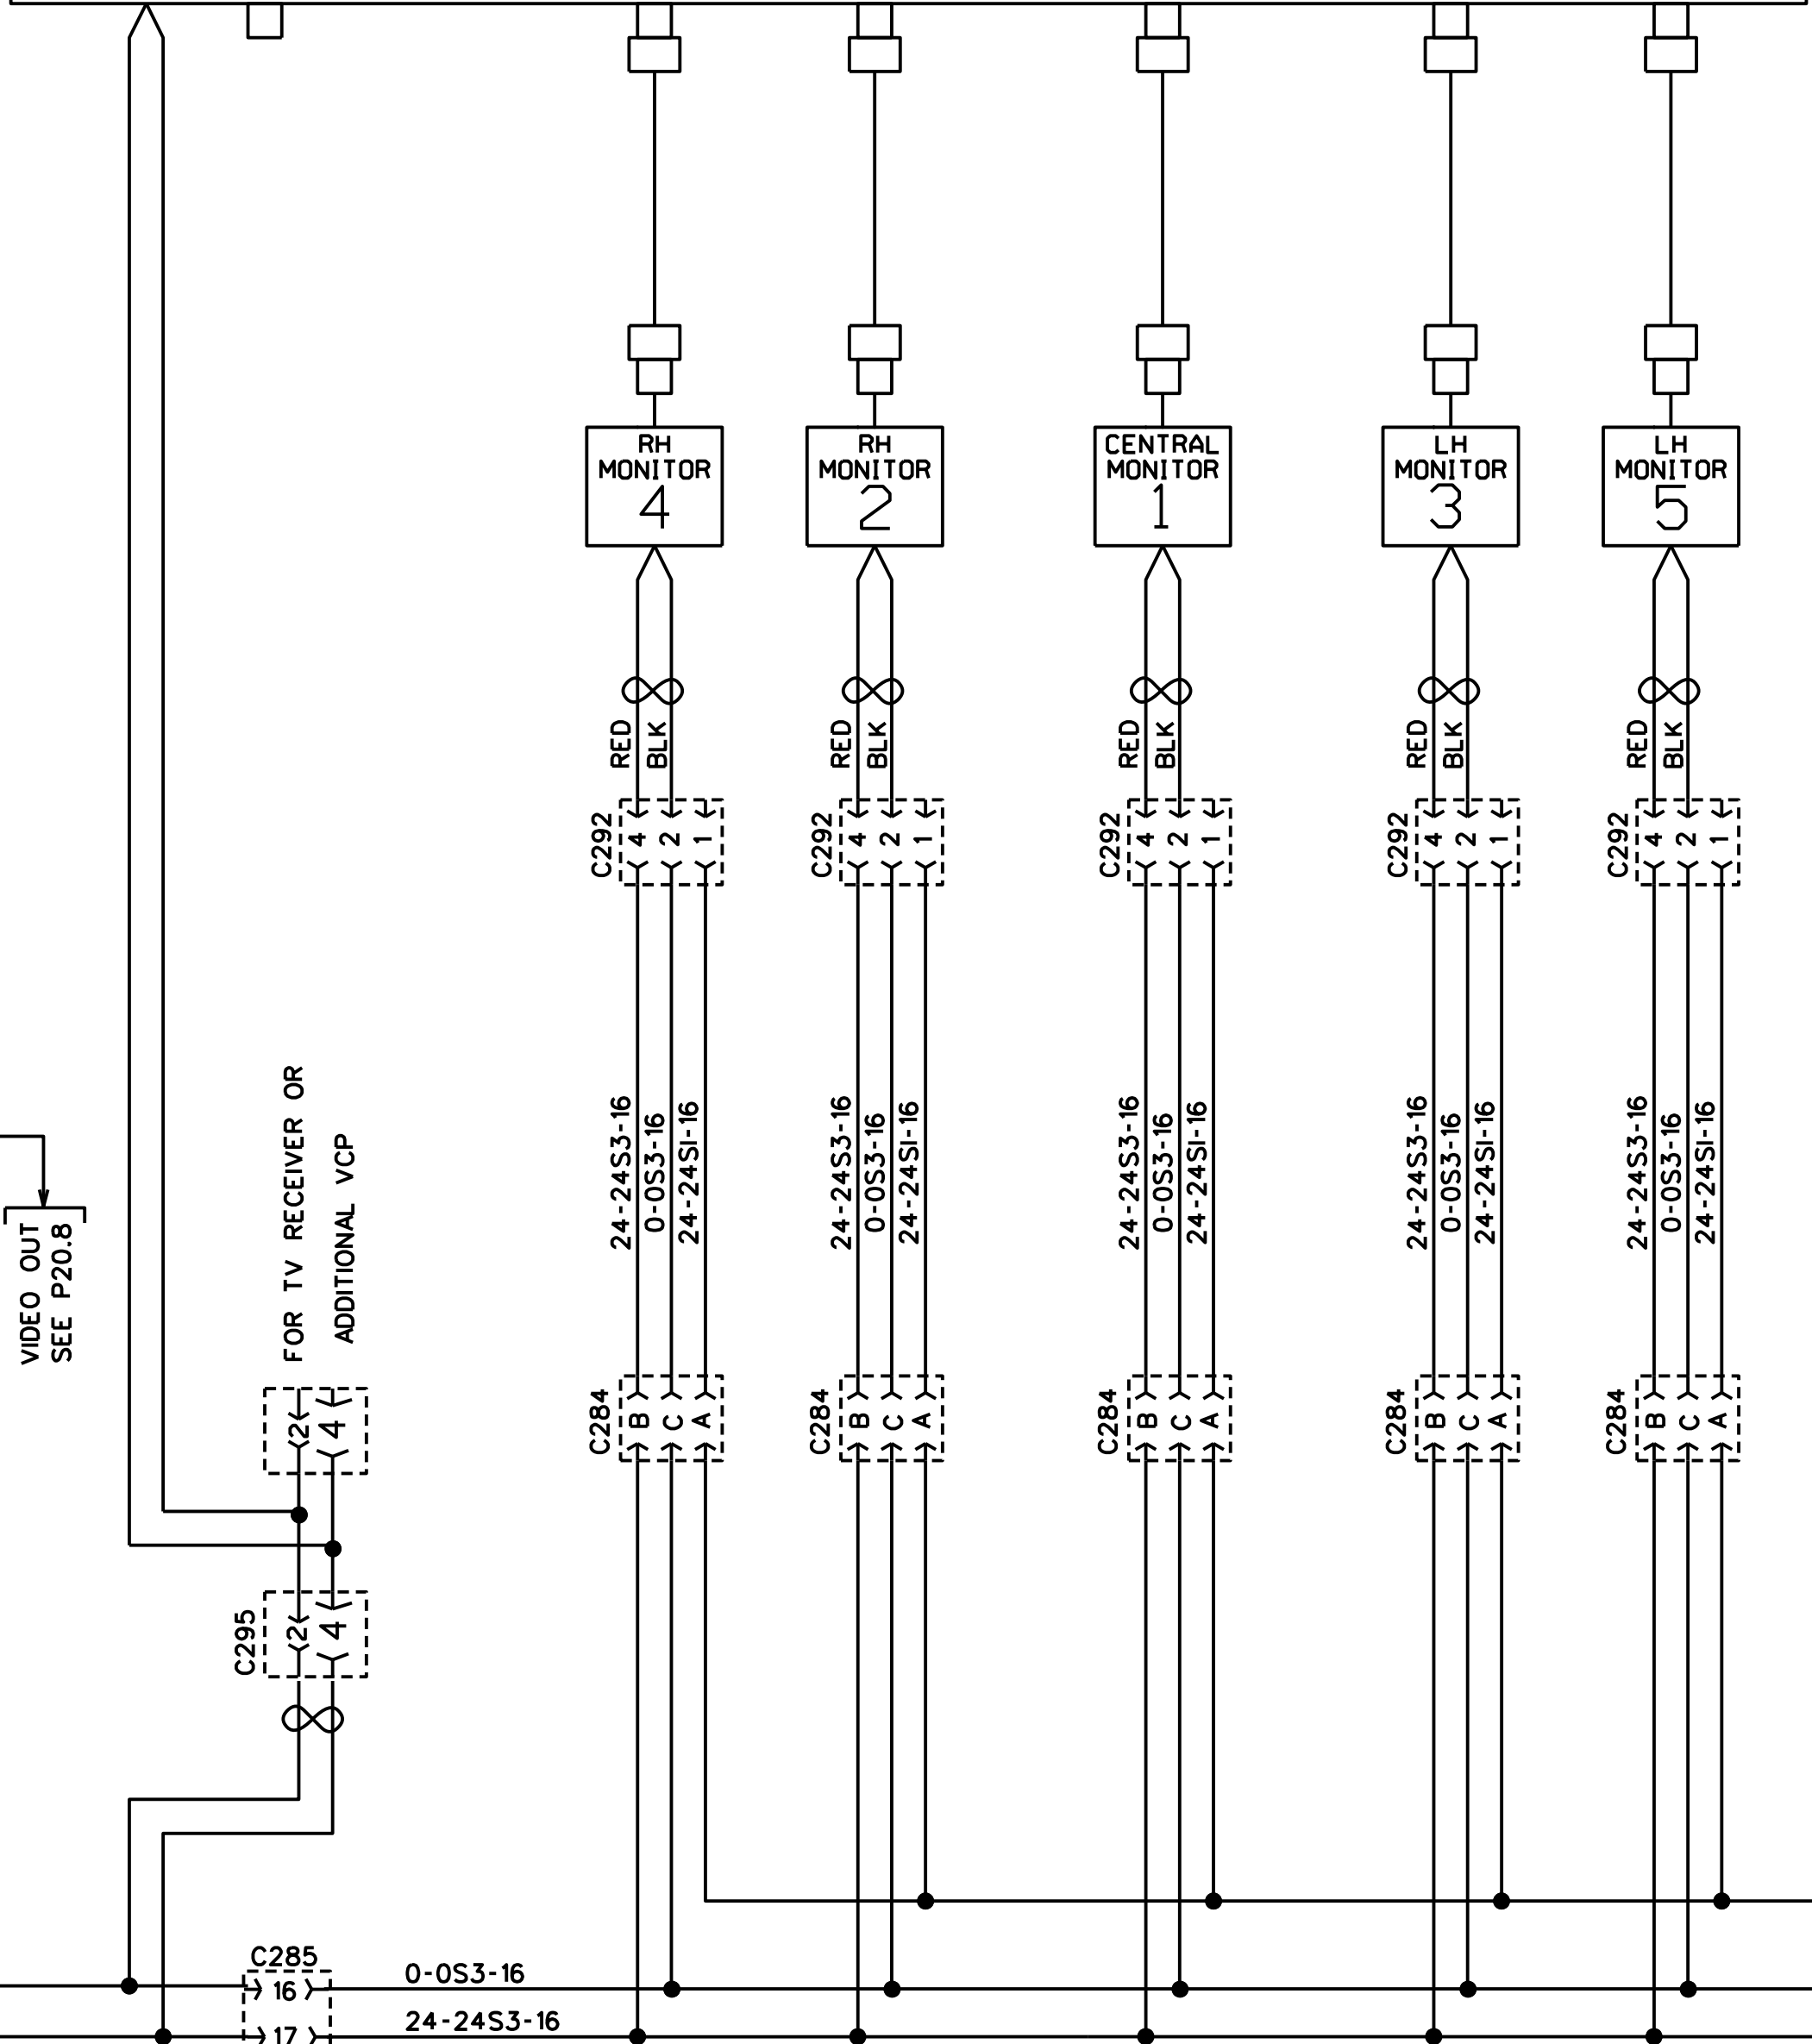 RH
MONITOR
4
RH
MONITOR
2
CENTRAL
MONITOR
1
LH
MONITOR
3
LH
MONITOR
5
RED
BLK
RED
BLK
RED
BLK
RED
BLK
RED
BLK
C292
4
2
1
C292
4
2
1
C292
4
2
1
C292
4
2
1
C292
4
2
1
24-24S3-16
0-0S3-16
24-24SI-16
24-24S3-16
0-0S3-16
24-24SI-16
24-24S3-16
0-0S3-16
24-24SI-16
24-24S3-16
0-0S3-16
24-24SI-16
24-24S3-16
0-0S3-16
24-24SI-16
VIDEO OUT
SEE P20.8
FOR TV RECEIVER OR
ADDITIONAL VCP
2
4
C284
B
C
A
C284
B
C
A
C284
B
C
A
C284
B
C
A
C284
B
C
A
C295
2
4
C285
16
0-0S3-16
17
24-24S3-16